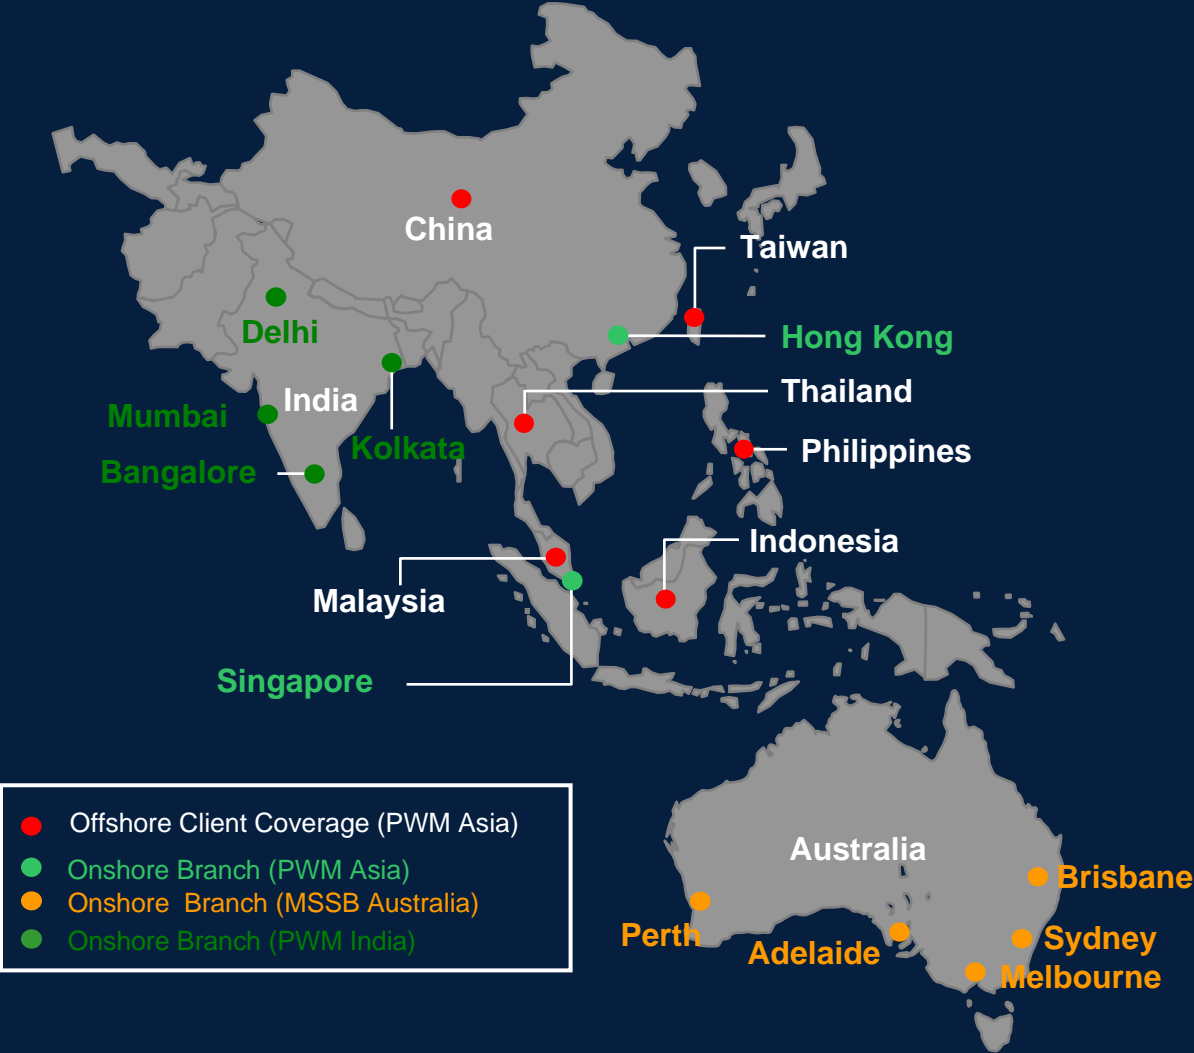 China
Taiwan
Delhi
Hong Kong
India
Thailand
Mumbai
Kolkata
Philippines
Bangalore
Indonesia
Malaysia
Singapore
Offshore Client Coverage (PWM Asia)
Onshore Branch (PWM Asia)
Onshore  Branch (MSSB Australia)
Onshore Branch (PWM India)
Australia
Brisbane
Perth
Adelaide
Sydney
Melbourne